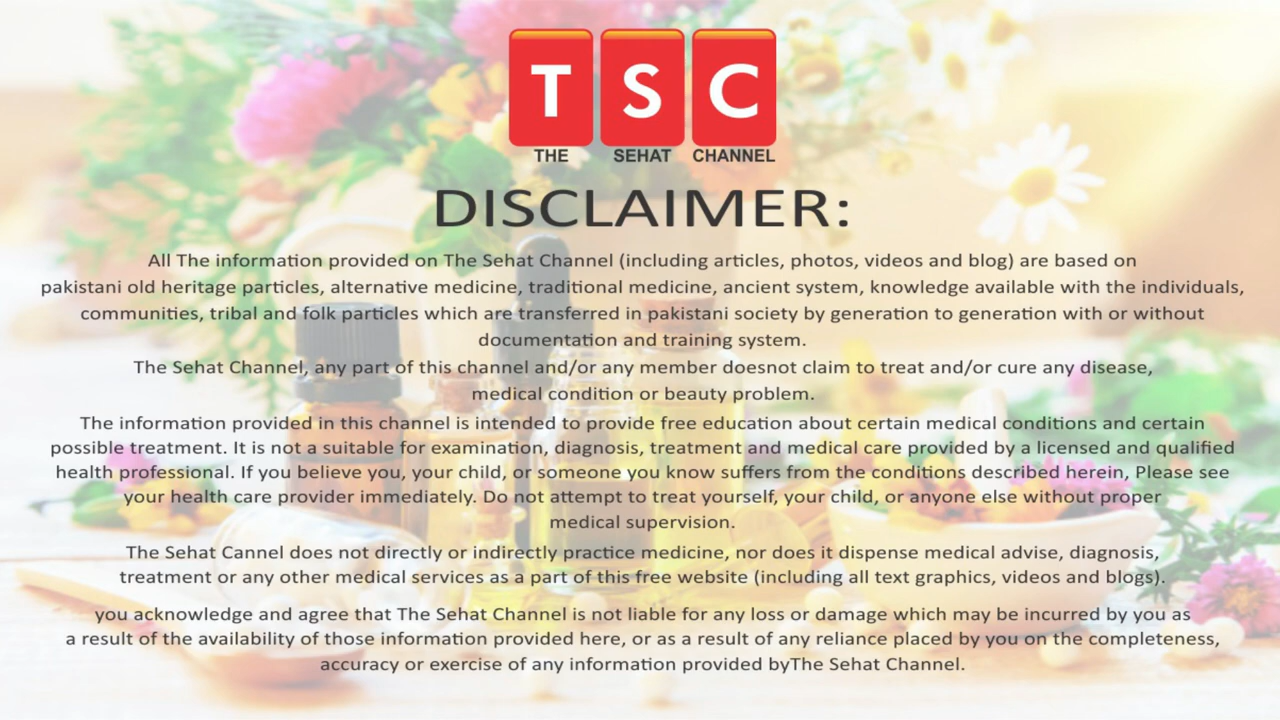 T S C
THE SEHAT CHANNEL
DISCLAIMER:
All The information provided on The Sehat Channel (including articles, photos, videos and blog) are based on
pakistani old heritage particles, alternative medicine, traditional medicine, ancient system, knowledge available with the individuals,
communities, tribal and folk particles which are transferred in pakistani society by generation to generation with or without
documentation and training system.
The Sehat Channel, any part of this channel and/or any member doesnot claim to treat and/or cure any disease,
medical condition or beauty problem.
The information provided in this channel is intended to provide free education about certain medical conditions and certain
possible treatment. It is not a suitable for examination, diagnosis, treatment and medical care provided by a licensed and qualified
health professional. If you believe you, your child, or someone you know suffers from the conditions described herein, Please see
your health care provider immediately. Do not attempt to treat yourself, your child, or anyone else without proper
medical supervision.
The Sehat Cannel does not directly or indirectly practice medicine, nor does it dispense medical advise, diagnosis,
treatment or any other medical services as a part of this free website (including all text graphics, videos and blogs).
you acknowledge and agree that The Sehat Channel is not liable for any loss or damage which may be incurred by you as
a result of the availability of those information provided here, or as a result of any reliance placed by you on the completeness,
accuracy or exercise of any information provided byThe Sehat Channel.